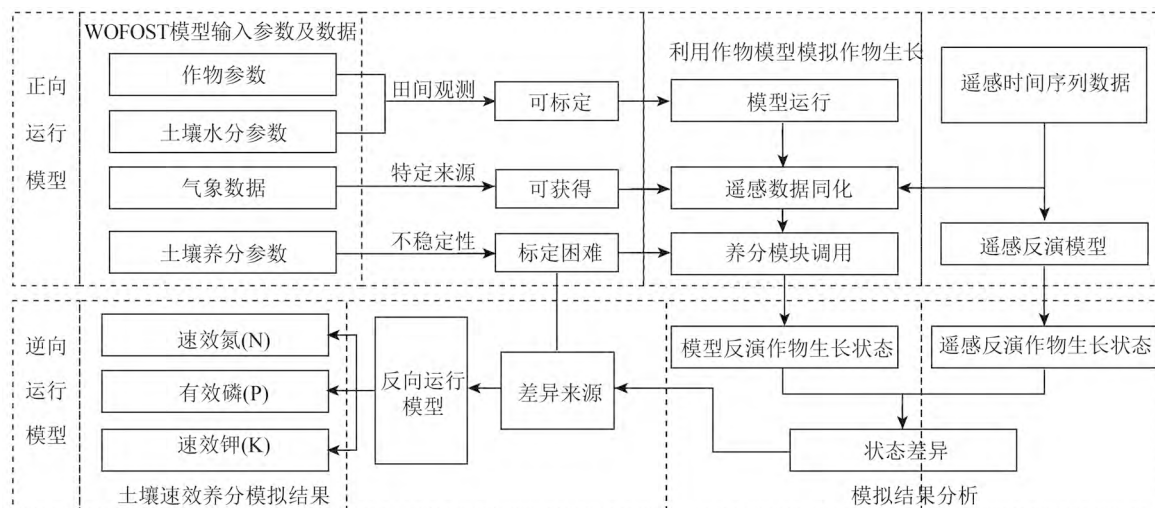 WOFOST模型输入参数及数据
利用作物模型模拟作物生长
正向
运行
模型
作物参数
土壤水分参数
气象数据
土壤养分参数
田间观测
特定来源
不稳定性
可标定
可获得
标定困难
模型运行
遥感数据同化
养分模块调用
遥感时间序列数据
遥感反演模型
逆向
运行
模型
速效氮(N)
有效磷(P)
速效钾(K)
反向运行
模型
差异来源
模型反演作物生长状态
遥感反演作物生长状态
状态差异
土壤速效养分模拟结果
模拟结果分析